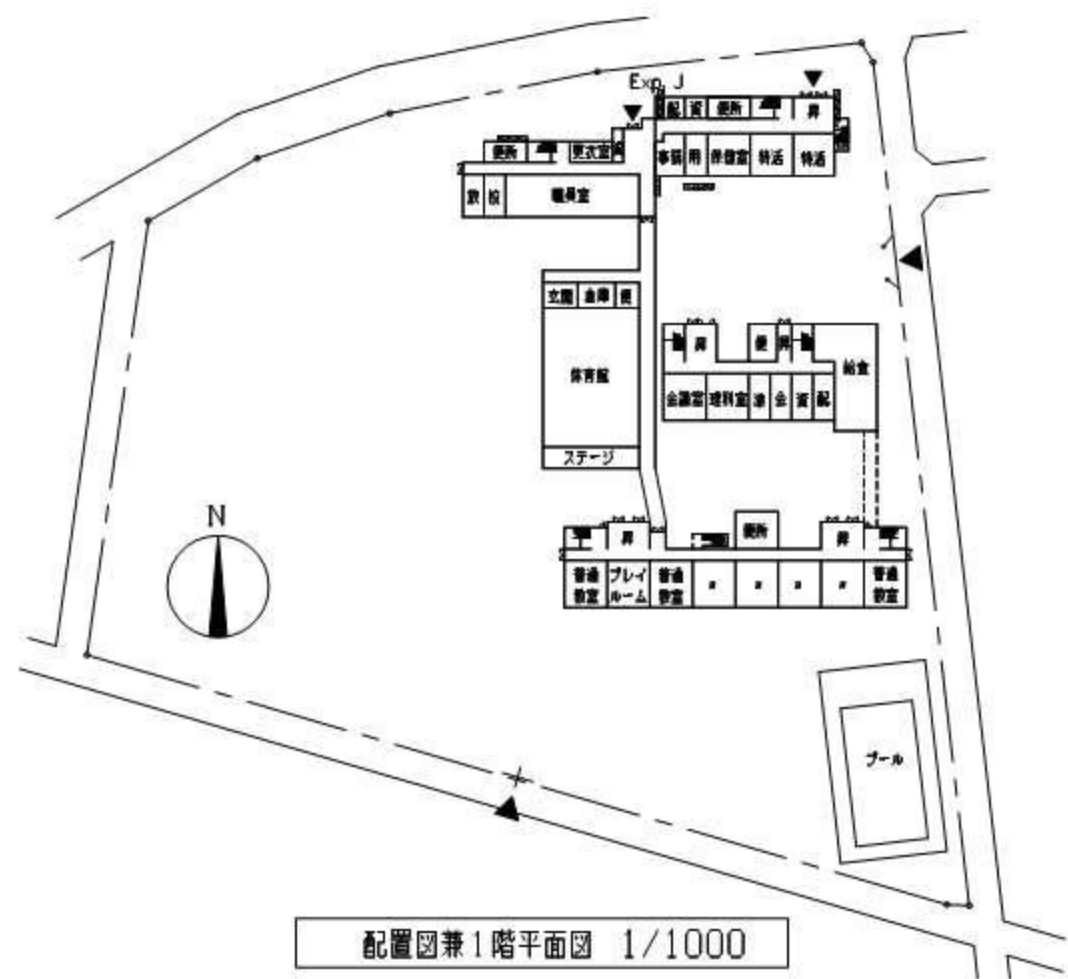 Exp. J
配 資 便所 昇
便所 更衣室
事務 用 保健室 特活 特活
放 校 職員室
玄関 倉庫 便
昇 便 昇
給食
体育館
会議室 理科室 準 会 資 配
ステージ
N
便所
昇 昇
普通 プレイ 普通 普通
教室 ルーム 教室 〃 〃 〃 〃 教室
プール
配置図兼1階平面図 1/1000